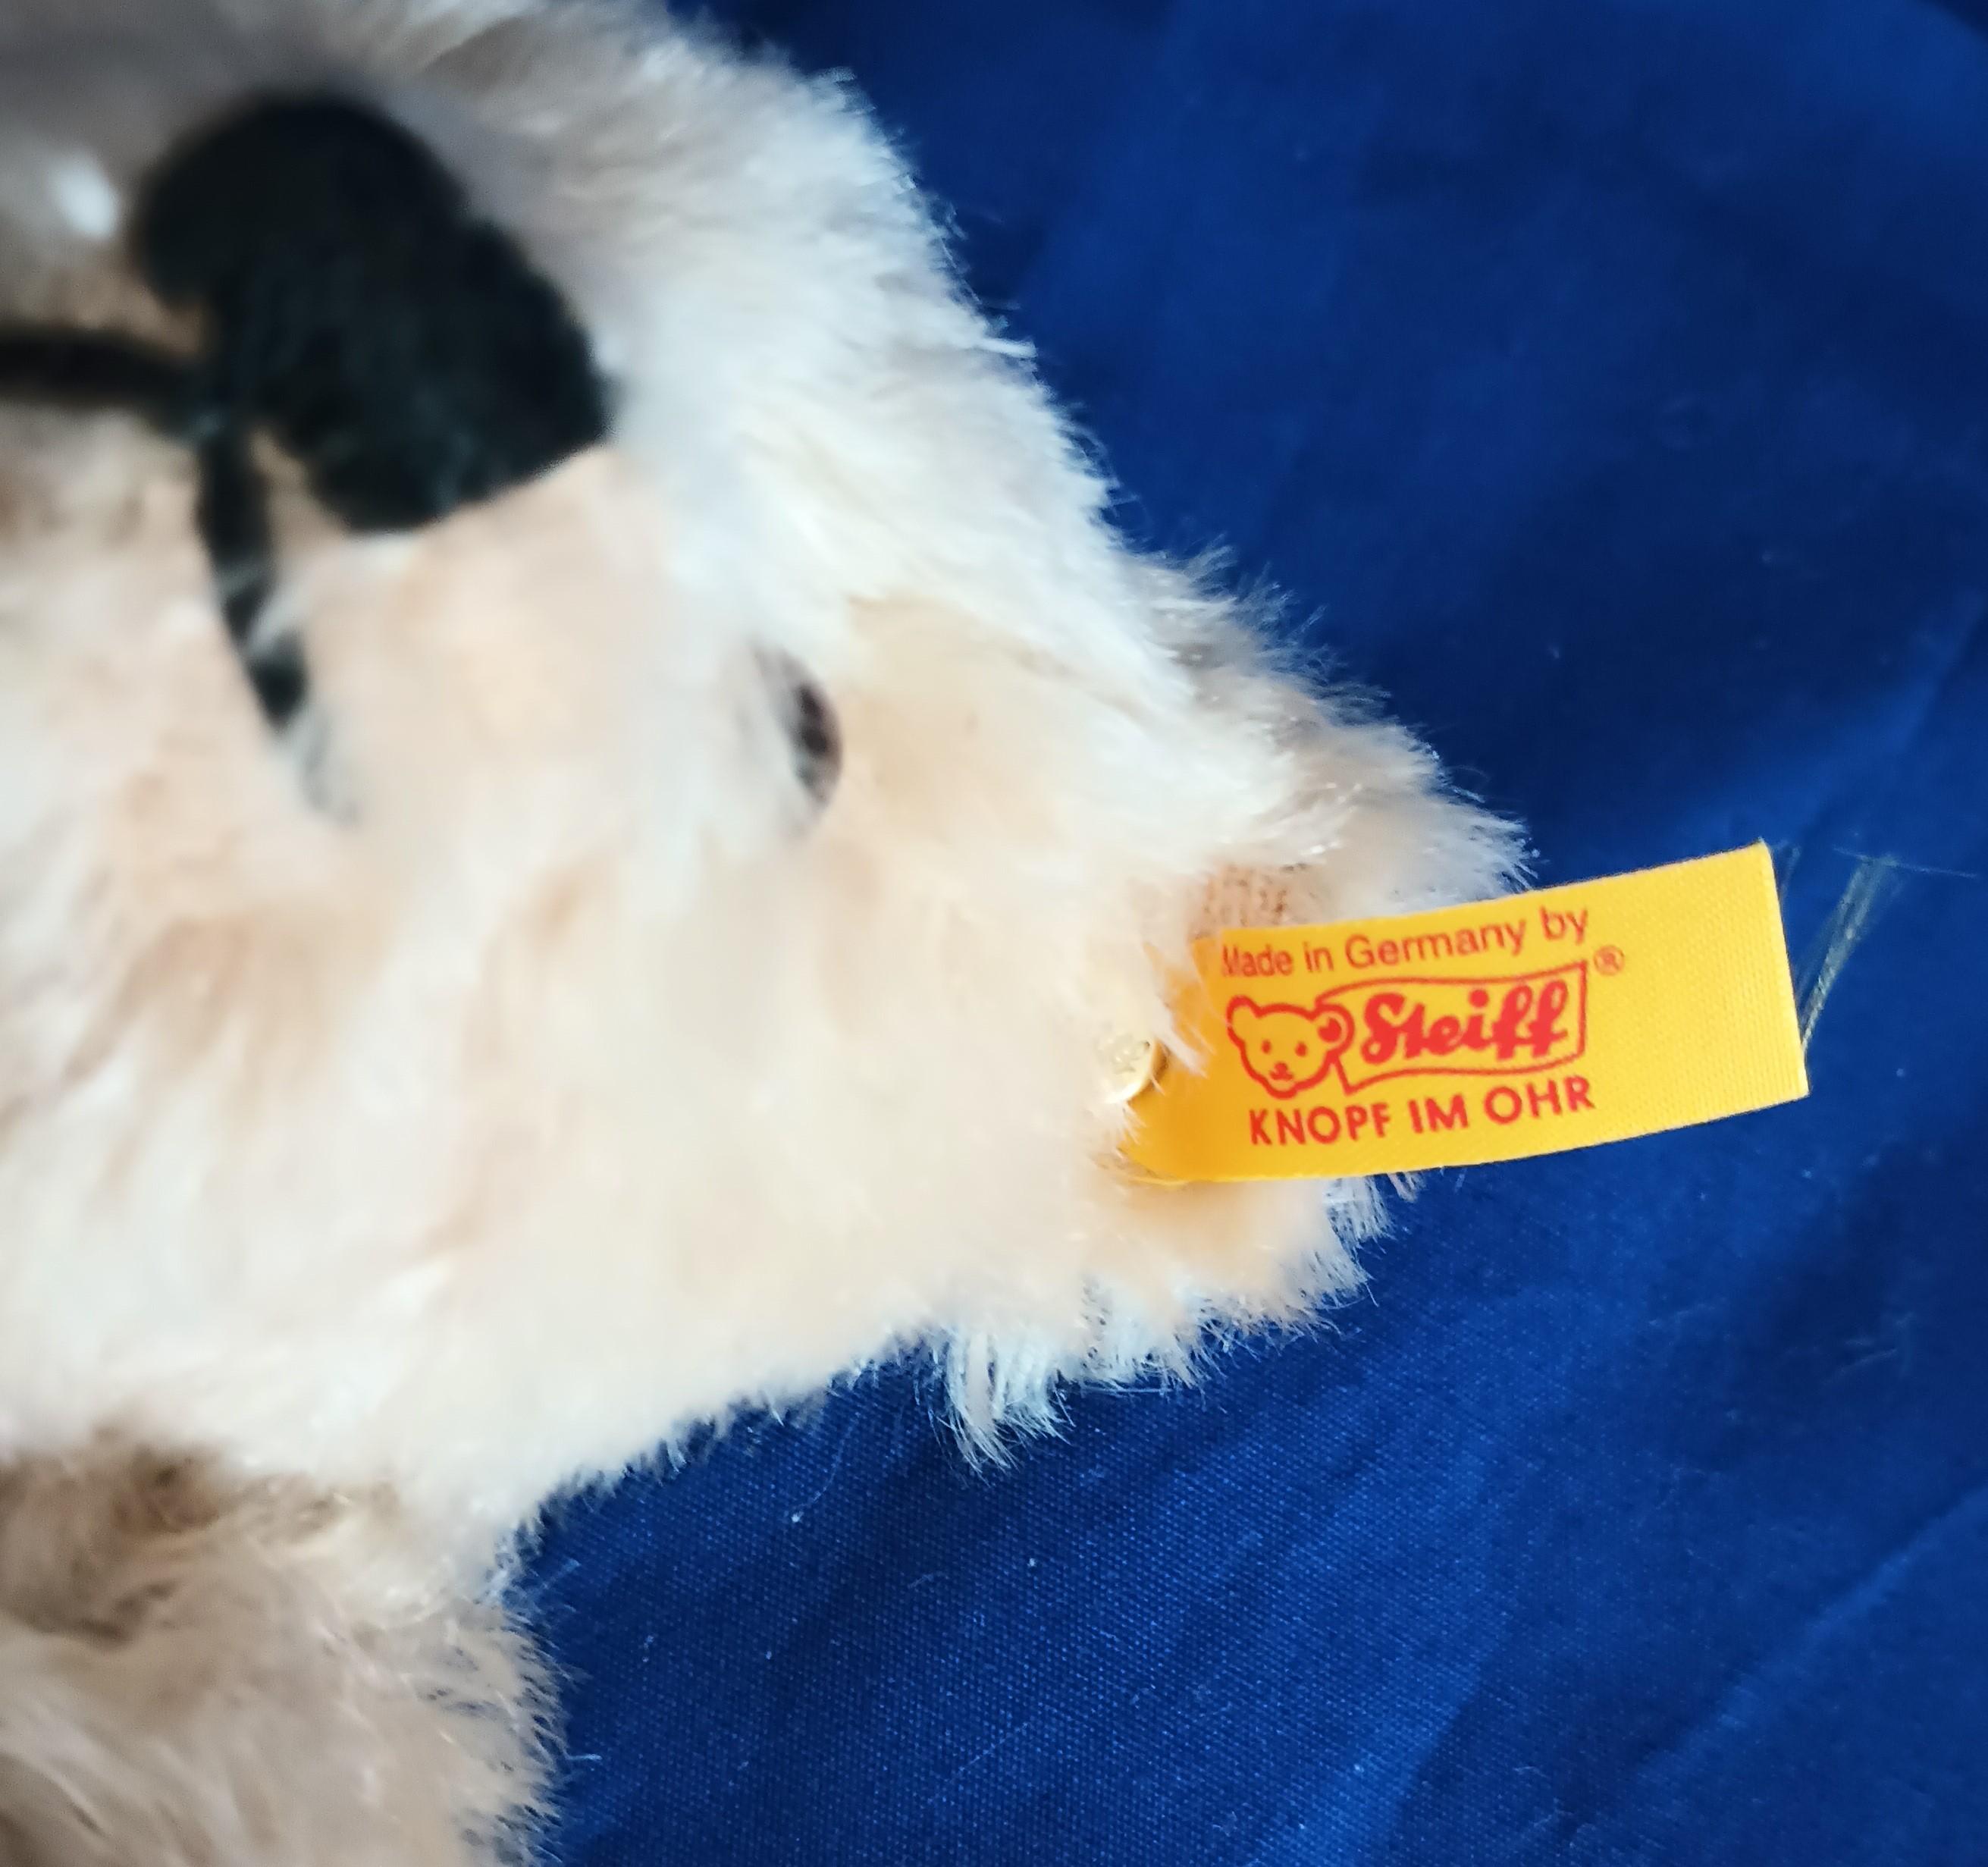 Made in Germany by
Steiff®
KNOPF IM OHR